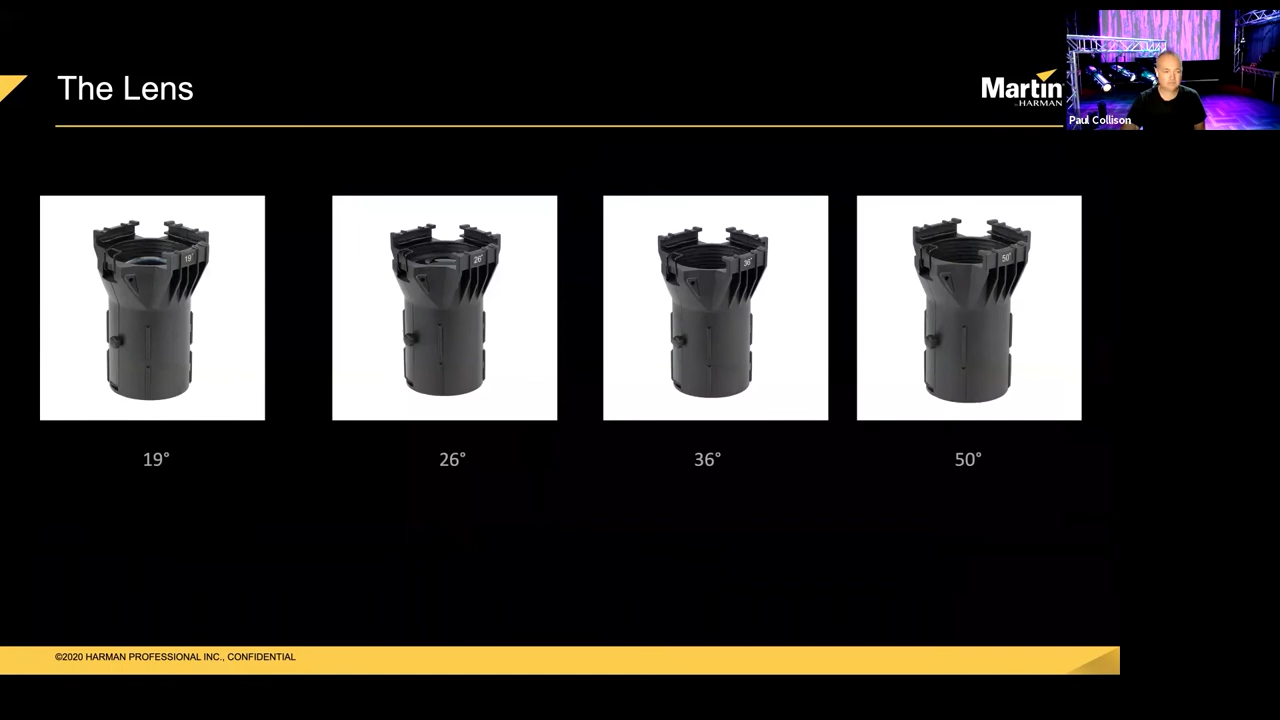 The Lens
Martin
by HARMAN
Paul Collison
19°
26°
36°
50°
19°
26°
36°
50°
©2020 HARMAN PROFESSIONAL INC., CONFIDENTIAL